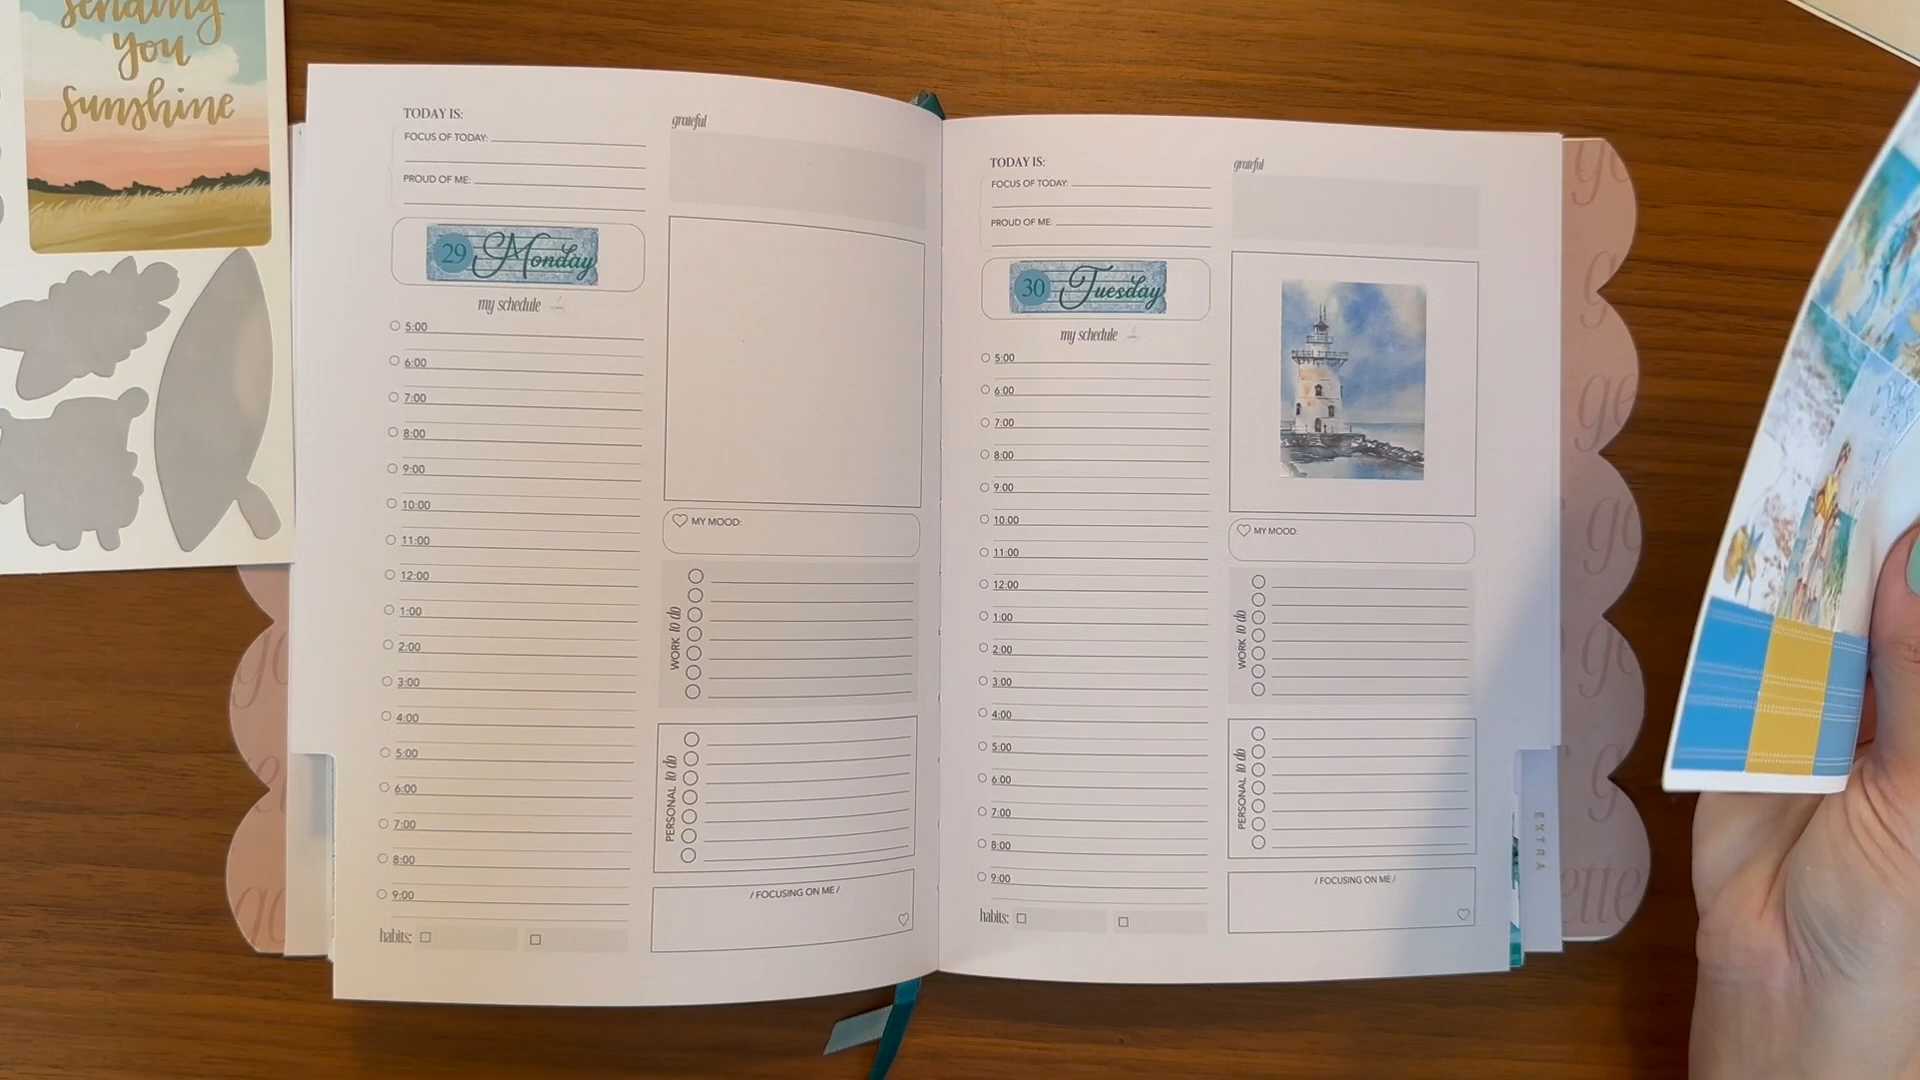 sending
you
sunshine
TODAY IS:
FOCUS OF TODAY:
PROUD OF ME:
29 Monday
my schedule
5:00
6:00
7:00
8:00
9:00
10:00
11:00
12:00
1:00
2:00
3:00
4:00
5:00
6:00
7:00
8:00
9:00
habits:
grateful
MY MOOD:
WORK to do
PERSONAL to do
/ FOCUSING ON ME /
TODAY IS:
FOCUS OF TODAY:
PROUD OF ME:
30 Tuesday
my schedule
5:00
6:00
7:00
8:00
9:00
10:00
11:00
12:00
1:00
2:00
3:00
4:00
5:00
6:00
7:00
8:00
9:00
habits:
grateful
MY MOOD:
WORK to do
PERSONAL to do
/ FOCUSING ON ME /
EXTRA